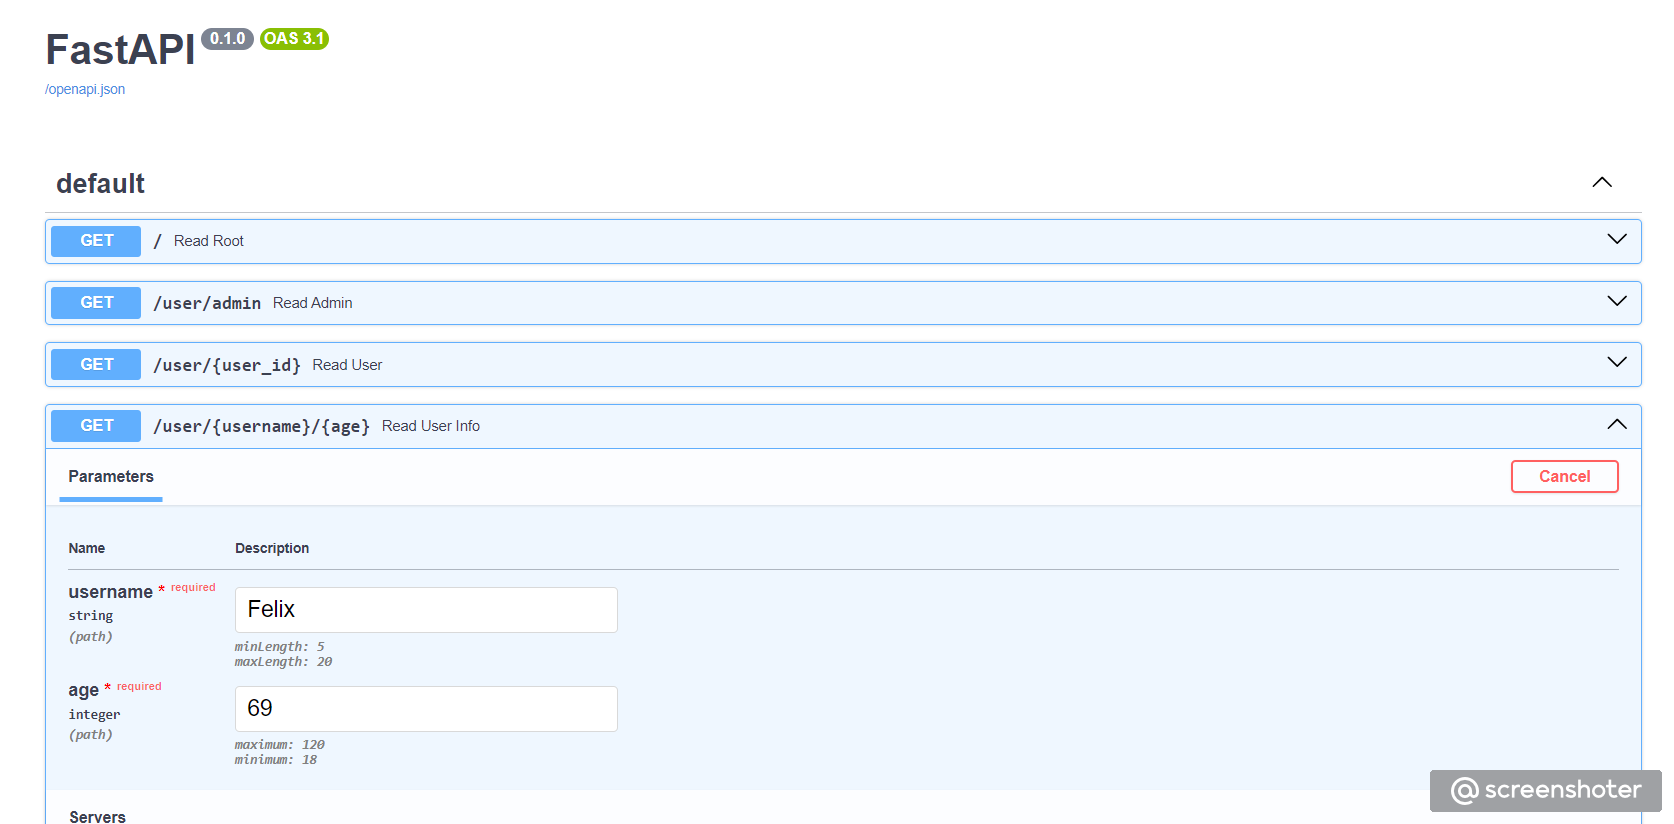 FastAPI 0.1.0 OAS 3.1
/openapi.json
default
GET / Read Root
GET /user/admin Read Admin
GET /user/{user_id} Read User
GET /user/{username}/{age} Read User Info
Parameters Cancel
Name Description
username * required
string
(path)
Felix
minLength: 5
maxLength: 20
age * required
integer
(path)
69
maximum: 120
minimum: 18
Servers
@screenshoter